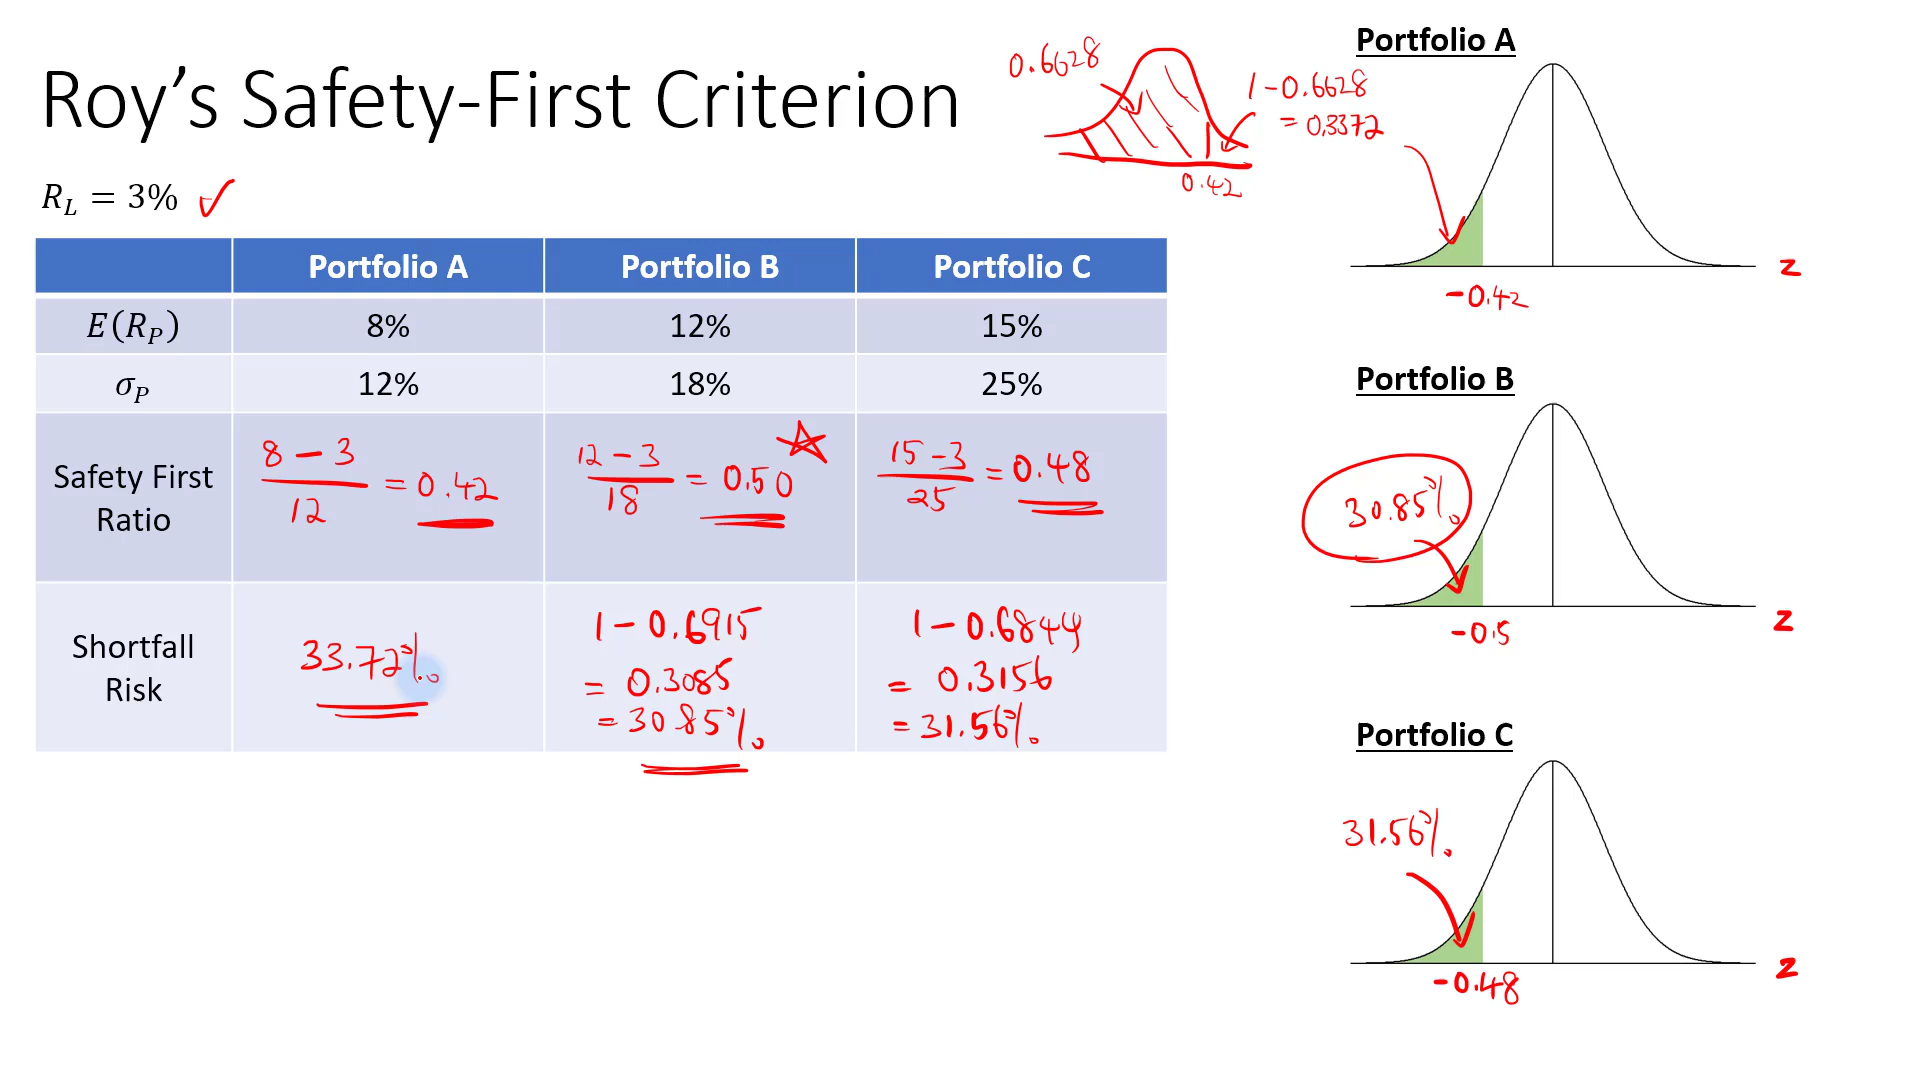 Roy's Safety-First Criterion
R_L = 3% ✓
0.6628
1 - 0.6628
= 0.3372
0.42
Portfolio A Portfolio B Portfolio C
E(R_P) 8% 12% 15%
σ_P 12% 18% 25%
Safety First Ratio
8 - 3 / 12 = 0.42
12 - 3 / 18 = 0.50
15 - 3 / 25 = 0.48
Shortfall Risk
33.72%
1 - 0.6915
= 0.3085
= 30.85%
1 - 0.6844
= 0.3156
= 31.56%
Portfolio A
-0.42
z
Portfolio B
30.85%
-0.5
z
Portfolio C
31.56%
-0.48
z